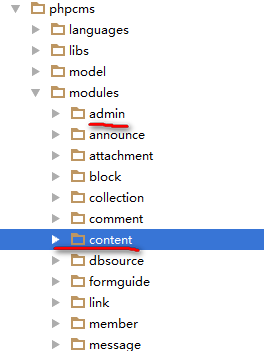 phpcms
languages
libs
model
modules
admin
announce
attachment
block
collection
comment
content
dbsource
formguide
link
member
message